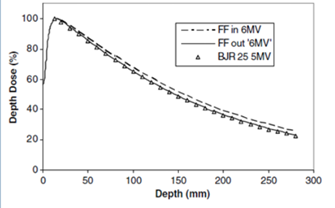 Depth Dose (%)
100
80
60
40
20
0
0 50 100 150 200 250 300
Depth (mm)
FF in 6MV
FF out '6MV'
BJR 25 5MV